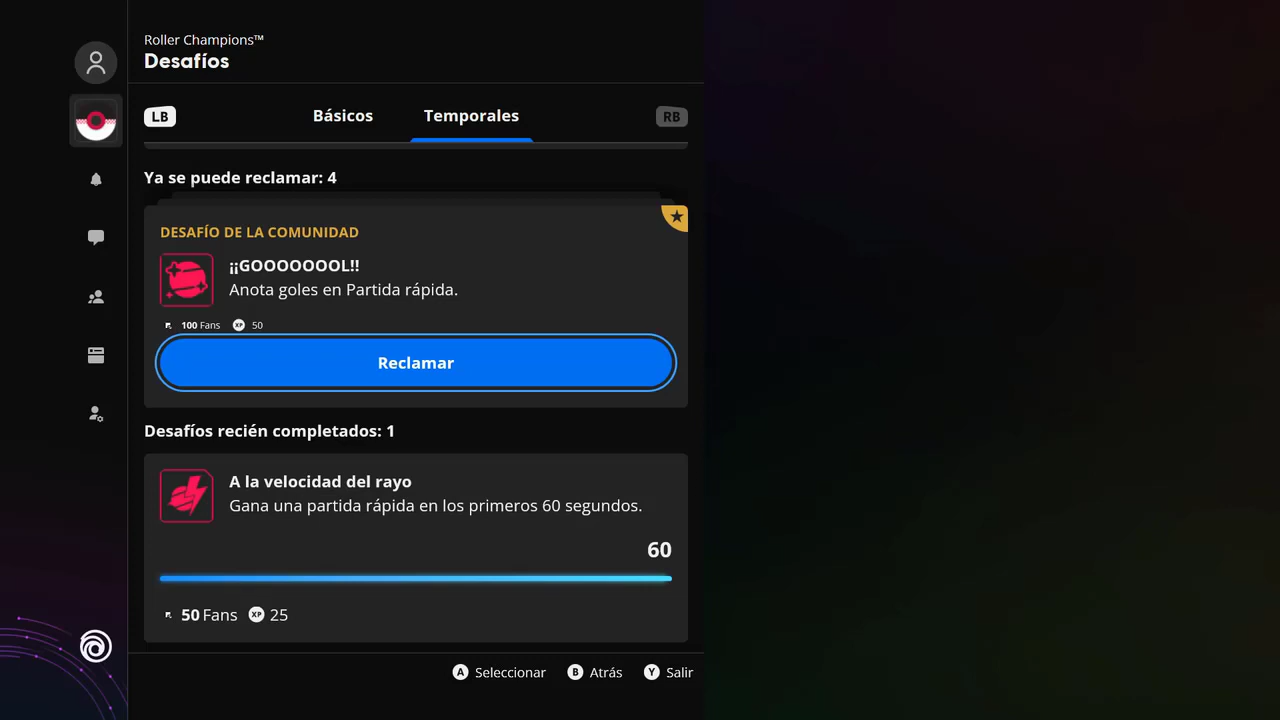 Roller Champions™
Desafíos
LB
Básicos
Temporales
RB
Ya se puede reclamar: 4
DESAFÍO DE LA COMUNIDAD
¡¡GOOOOOOOL!!
Anota goles en Partida rápida.
100 Fans XP 50
Reclamar
Desafíos recién completados: 1
A la velocidad del rayo
Gana una partida rápida en los primeros 60 segundos.
60
50 Fans XP 25
A Seleccionar B Atrás Y Salir